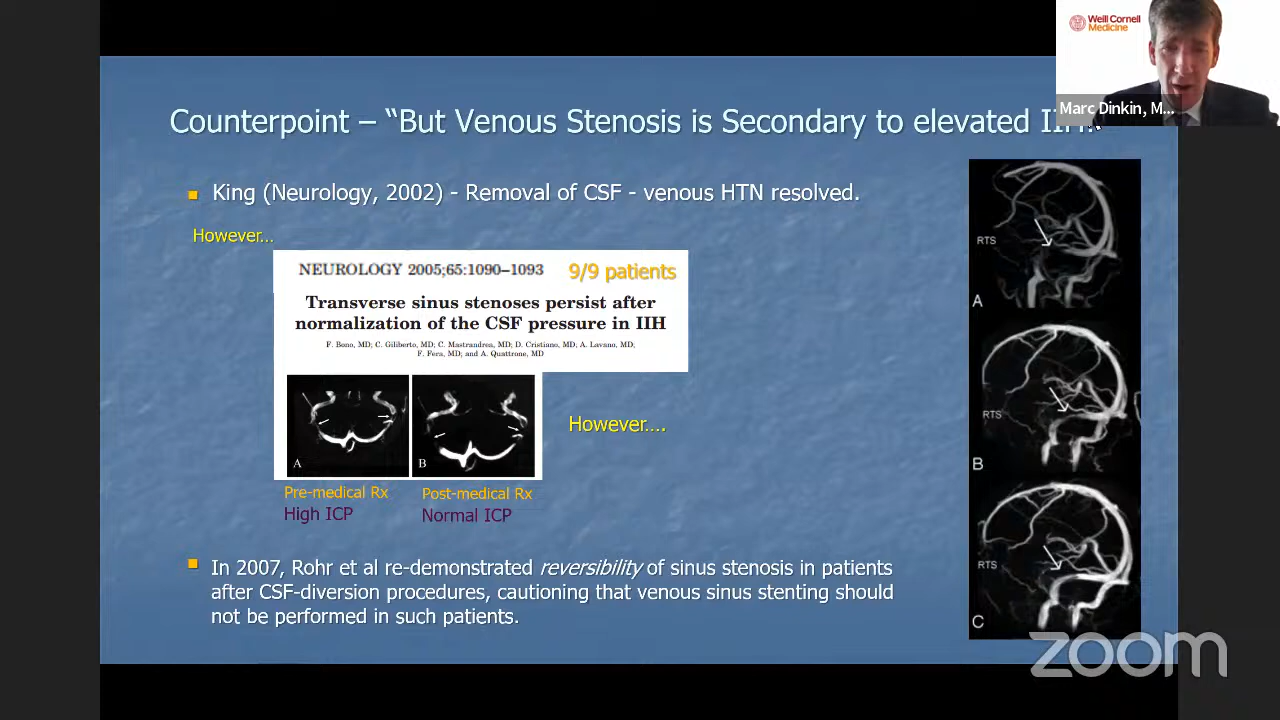 Weill Cornell
Medicine
Marc Dinkin, M...
Counterpoint – “But Venous Stenosis is Secondary to elevated
King (Neurology, 2002) - Removal of CSF - venous HTN resolved.
However...
NEUROLOGY 2005;65:1090–1093
9/9 patients
Transverse sinus stenoses persist after
normalization of the CSF pressure in IIH
F. Bono, MD; C. Giliberto, MD; C. Mastrandrea, MD; D. Cristiano, MD; A. Lavano, MD;
F. Fera, MD; and A. Quattrone, MD
A
B
However....
Pre-medical Rx
Post-medical Rx
High ICP
Normal ICP
In 2007, Rohr et al re-demonstrated reversibility of sinus stenosis in patients
after CSF-diversion procedures, cautioning that venous sinus stenting should
not be performed in such patients.
RTS
A
RTS
B
RTS
C
zoom